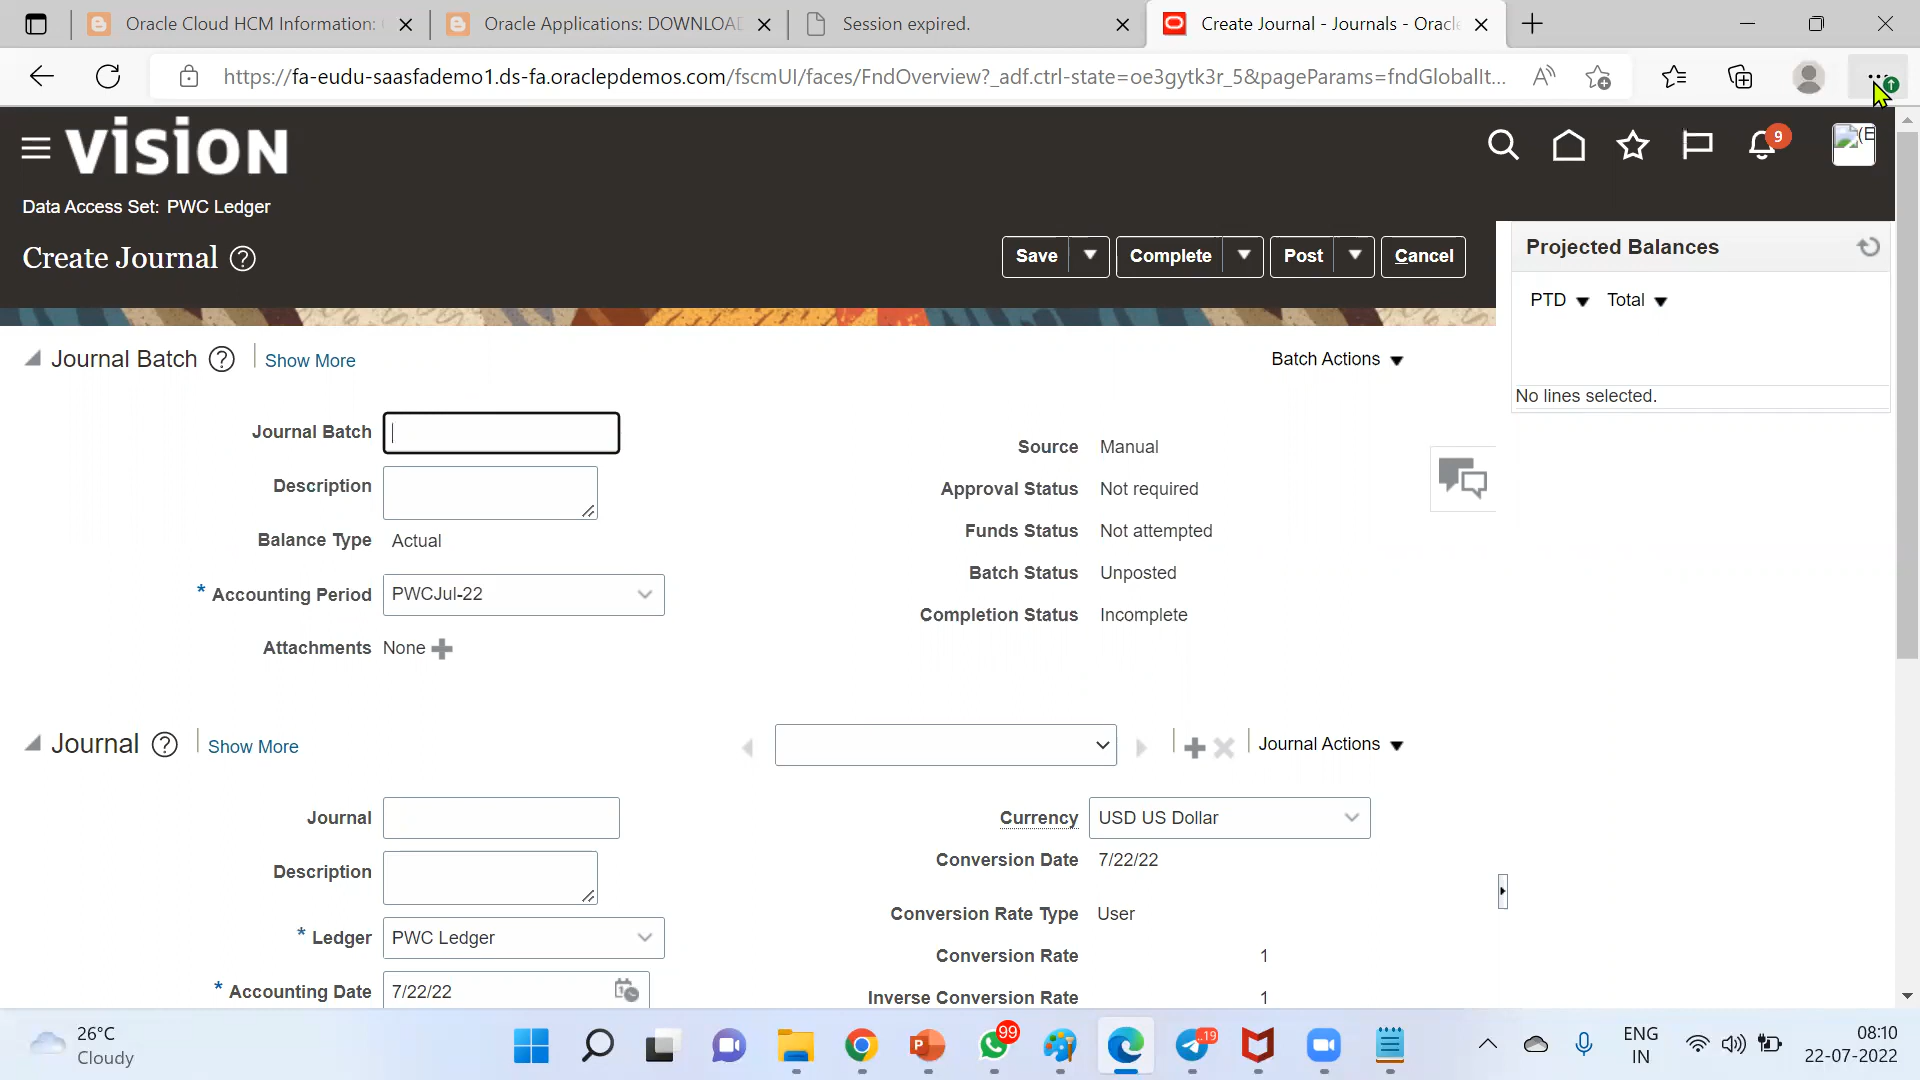 Oracle Cloud HCM Information:
Oracle Applications: DOWNLOAD
Session expired.
Create Journal - Journals - Oracle
https://fa-eudu-saasfademo1.ds-fa.oraclepdemos.com/fscmUI/faces/FndOverview?_adf.ctrl-state=oe3gytk3r_5&pageParams=fndGlobalIt...
VISION
9
(E
Data Access Set: PWC Ledger
Create Journal
Save
Complete
Post
Cancel
Projected Balances
PTD
Total
No lines selected.
Journal Batch
Show More
Batch Actions
Journal Batch
Description
Balance Type Actual
* Accounting Period PWCJul-22
Attachments None
Source Manual
Approval Status Not required
Funds Status Not attempted
Batch Status Unposted
Completion Status Incomplete
Journal
Show More
Journal Actions
Journal
Description
* Ledger PWC Ledger
* Accounting Date 7/22/22
Currency USD US Dollar
Conversion Date 7/22/22
Conversion Rate Type User
Conversion Rate 1
Inverse Conversion Rate 1
26°C
Cloudy
99
19
ENG
IN
08:10
22-07-2022